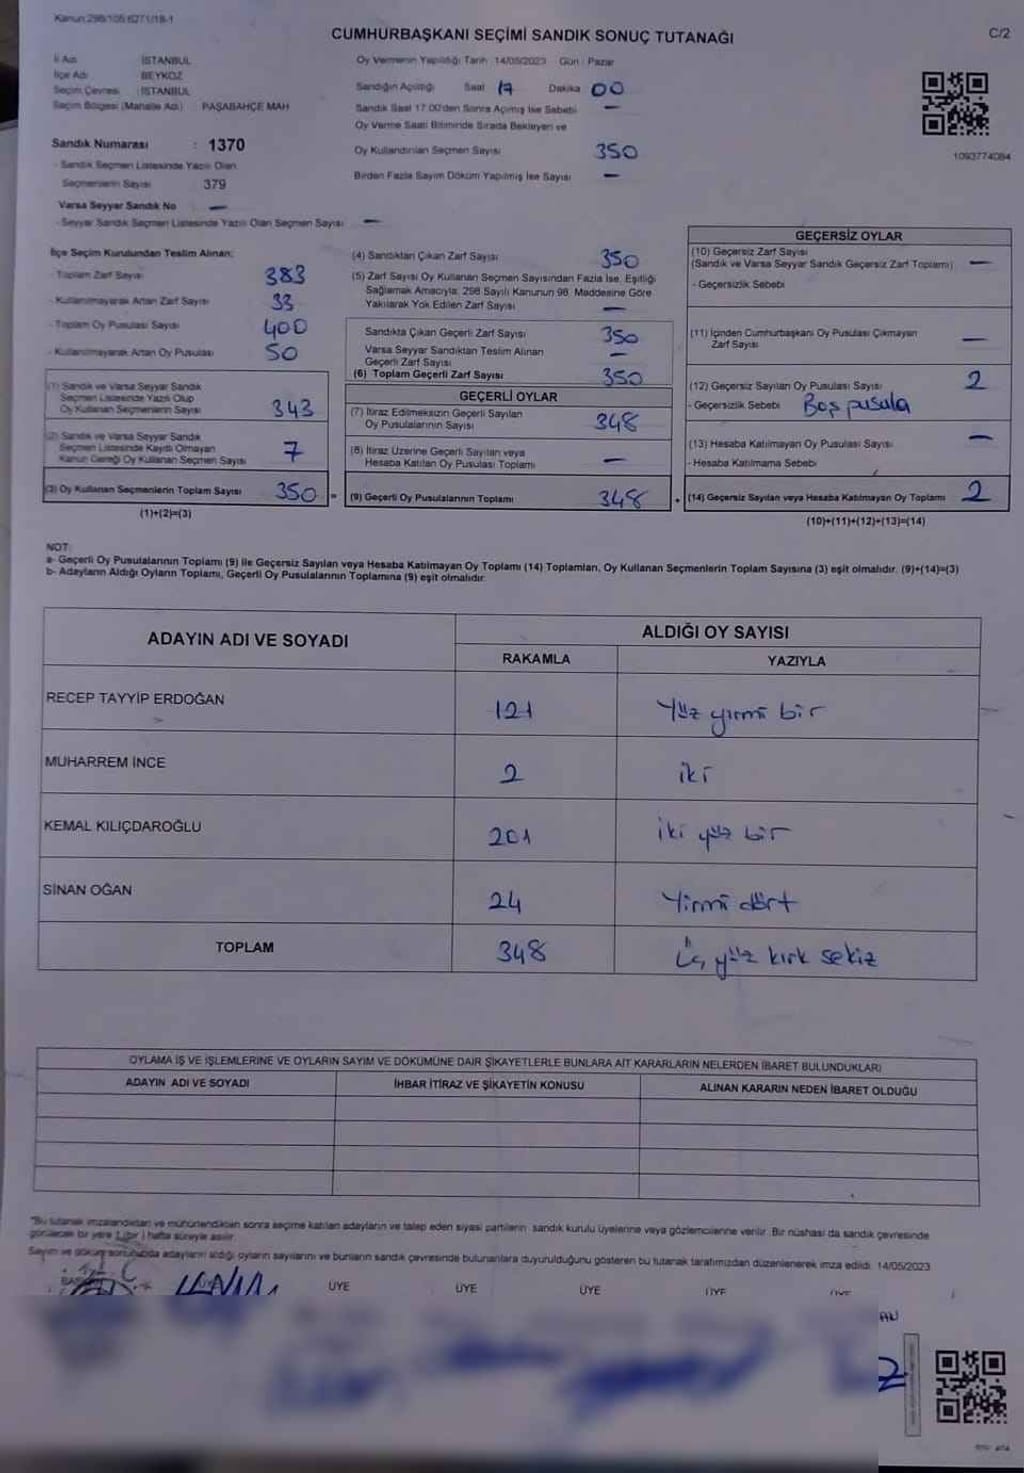 Kanun:298/105 6271/18-1
CUMHURBAŞKANI SEÇİMİ SANDIK SONUÇ TUTANAĞI
C/2
İl Adı İSTANBUL
İlçe Adı BEYKOZ
Seçim Çevresi : İSTANBUL
Seçim Bölgesi (Mahalle Adı) PAŞABAHÇE MAH
Oy Vermenin Yapıldığı Tarih 14/05/2023 Gün : Pazar
Sandığın Açıldığı Saat 17 Dakika 00
Sandık Saat 17:00'den Sonra Açılmış İse Sebebi —
Oy Verme Saati Bitiminde Sırada Bekleyen ve
Oy Kullandırılan Seçmen Sayısı 350
Birden Fazla Sayım Döküm Yapılmış İse Sayısı —
1093774084
Sandık Numarası : 1370
- Sandık Seçmen Listesinde Yazılı Olan
Seçmenlerin Sayısı 379
Varsa Seyyar Sandık No —
- Seyyar Sandık Seçmen Listesinde Yazılı Olan Seçmen Sayısı —
İlçe Seçim Kurulundan Teslim Alınan:
- Toplam Zarf Sayısı 383
- Kullanılmayarak Artan Zarf Sayısı 33
- Toplam Oy Pusulası Sayısı 400
- Kullanılmayarak Artan Oy Pusulası 50
(1) Sandık ve Varsa Seyyar Sandık
Seçmen Listesinde Yazılı Olup
Oy Kullanan Seçmenlerin Sayısı 343
(2) Sandık ve Varsa Seyyar Sandık
Seçmen Listesinde Kayıtlı Olmayan
Kanun Gereği Oy Kullanan Seçmen Sayısı 7
(3) Oy Kullanan Seçmenlerin Toplam Sayısı 350 =
(1)+(2)=(3)
(4) Sandıktan Çıkan Zarf Sayısı 350
(5) Zarf Sayısı Oy Kullanan Seçmen Sayısından Fazla İse, Eşitliği
Sağlamak Amacıyla; 298 Sayılı Kanunun 98. Maddesine Göre
Yakılarak Yok Edilen Zarf Sayısı —
Sandıkta Çıkan Geçerli Zarf Sayısı 350
Varsa Seyyar Sandıktan Teslim Alınan
Geçerli Zarf Sayısı —
(6) Toplam Geçerli Zarf Sayısı 350
GEÇERLİ OYLAR
(7) İtiraz Edilmeksizin Geçerli Sayılan
Oy Pusulalarının Sayısı 348
(8) İtiraz Üzerine Geçerli Sayılan veya
Hesaba Katılan Oy Pusulası Toplamı —
(9) Geçerli Oy Pusulalarının Toplamı 348 +
GEÇERSİZ OYLAR
(10) Geçersiz Zarf Sayısı
(Sandık ve Varsa Seyyar Sandık Geçersiz Zarf Toplamı) —
- Geçersizlik Sebebi
(11) İçinden Cumhurbaşkanı Oy Pusulası Çıkmayan
Zarf Sayısı —
(12) Geçersiz Sayılan Oy Pusulası Sayısı 2
- Geçersizlik Sebebi Boş pusula
(13) Hesaba Katılmayan Oy Pusulası Sayısı —
- Hesaba Katılmama Sebebi
(14) Geçersiz Sayılan veya Hesaba Katılmayan Oy Toplamı 2
(10)+(11)+(12)+(13)=(14)
NOT:
a- Geçerli Oy Pusulalarının Toplamı (9) ile Geçersiz Sayılan veya Hesaba Katılmayan Oy Toplamı (14) Toplamları, Oy Kullanan Seçmenlerin Toplam Sayısına (3) eşit olmalıdır. (9)+(14)=(3)
b- Adayların Aldığı Oyların Toplamı, Geçerli Oy Pusulalarının Toplamına (9) eşit olmalıdır.
ADAYIN ADI VE SOYADI
ALDIĞI OY SAYISI
RAKAMLA YAZIYLA
RECEP TAYYİP ERDOĞAN 121 Yüz yirmi bir
MUHARREM İNCE 2 iki
KEMAL KILIÇDAROĞLU 201 iki yüz bir
SİNAN OĞAN 24 Yirmi dört
TOPLAM 348 Üç yüz kırk sekiz
OYLAMA İŞ VE İŞLEMLERİNE VE OYLARIN SAYIM VE DÖKÜMÜNE DAİR ŞİKAYETLERLE BUNLARA AİT KARARLARIN NELERDEN İBARET BULUNDUKLARI
ADAYIN ADI VE SOYADI İHBAR İTİRAZ VE ŞİKAYETİN KONUSU ALINAN KARARIN NEDEN İBARET OLDUĞU
"Bu tutanak imzalandıktan ve mühürlendikten sonra seçime katılan adayların ve talep eden siyasi partilerin sandık kurulu üyelerine veya gözlemcilerine verilir. Bir nüshası da sandık çevresinde
görülecek bir yere 1 (bir) hafta süreyle asılır.
Sayım ve döküm sonucunda adayların aldığı oyların sayılarını ve bunların sandık çevresinde bulunanlara duyurulduğunu gösteren bu tutanak tarafımızdan düzenlenerek imza edildi. 14/05/2023
ÜYE ÜYE ÜYE ÜYE ÜYE